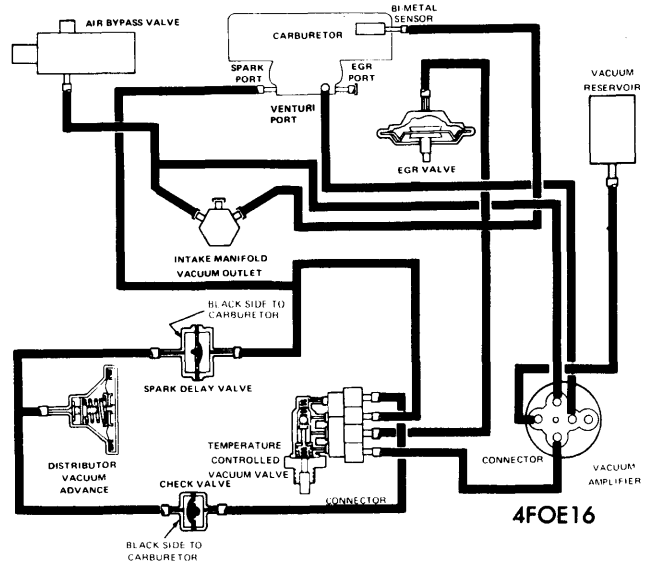 AIR BYPASS VALVE
BI METAL
SENSOR
CARBURETOR
SPARK
PORT
EGR
PORT
VENTURI
PORT
VACUUM
RESERVOIR
EGR VALVE
INTAKE MANIFOLD
VACUUM OUTLET
BLACK SIDE TO
CARBURETOR
SPARK DELAY VALVE
TEMPERATURE
CONTROLLED
VACUUM VALVE
DISTRIBUTOR
VACUUM
ADVANCE
CHECK VALVE
CONNECTOR
CONNECTOR
VACUUM
AMPLIFIER
4FOE16
BLACK SIDE TO
CARBURETOR